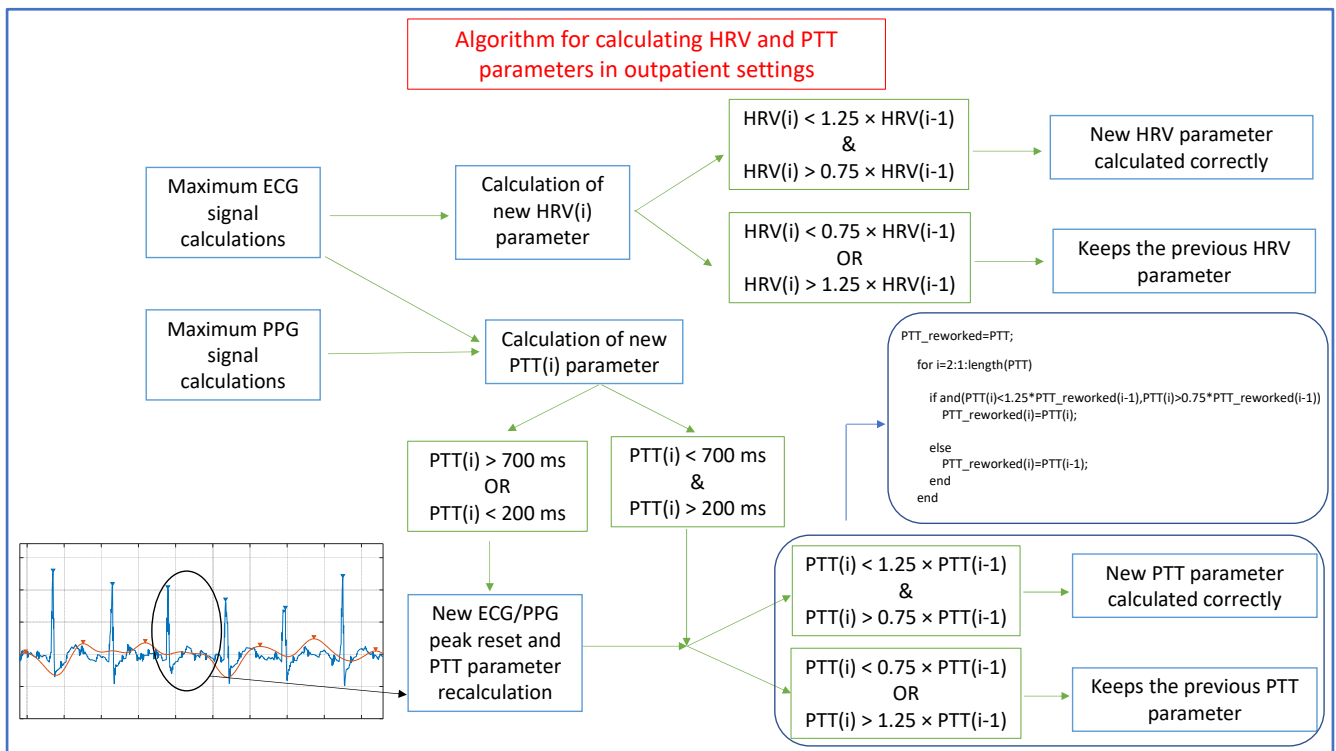 Algorithm for calculating HRV and PTT
parameters in outpatient settings
Maximum ECG
signal
calculations
Calculation of
new HRV(i)
parameter
HRV(i) < 1.25 × HRV(i-1)
&
HRV(i) > 0.75 × HRV(i-1)
New HRV parameter
calculated correctly
HRV(i) < 0.75 × HRV(i-1)
OR
HRV(i) > 1.25 × HRV(i-1)
Keeps the previous HRV
parameter
Maximum PPG
signal
calculations
Calculation of new
PTT(i) parameter
PTT_reworked=PTT;
for i=2:1:length(PTT)
if and(PTT(i)<1.25*PTT_reworked(i-1),PTT(i)>0.75*PTT_reworked(i-1))
PTT_reworked(i)=PTT(i);
else
PTT_reworked(i)=PTT(i-1);
end
end
PTT(i) > 700 ms
OR
PTT(i) < 200 ms
PTT(i) < 700 ms
&
PTT(i) > 200 ms
New ECG/PPG
peak reset and
PTT parameter
recalculation
PTT(i) < 1.25 × PTT(i-1)
&
PTT(i) > 0.75 × PTT(i-1)
New PTT parameter
calculated correctly
PTT(i) < 0.75 × PTT(i-1)
OR
PTT(i) > 1.25 × PTT(i-1)
Keeps the previous PTT
parameter